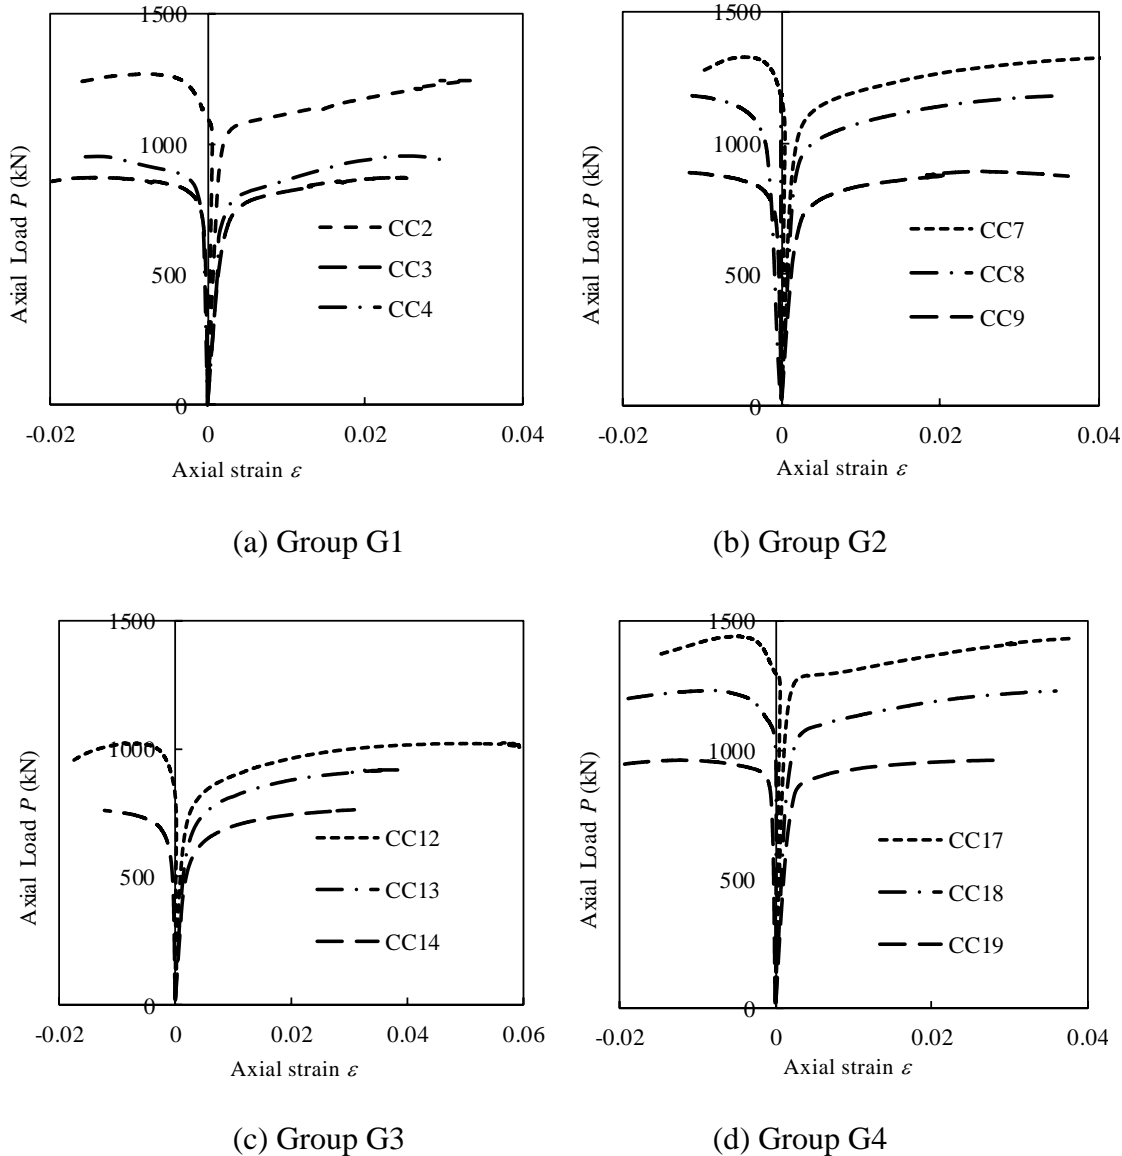 1500
1000
500
0
-0.02
0
0.02
0.04
Axial Load P (kN)
Axial strain ε
CC2
CC3
CC4
(a) Group G1
1500
1000
500
0
-0.02
0
0.02
0.04
Axial Load P (kN)
Axial strain ε
CC7
CC8
CC9
(b) Group G2
1500
1000
500
0
-0.02
0
0.02
0.04
0.06
Axial Load P (kN)
Axial strain ε
CC12
CC13
CC14
(c) Group G3
1500
1000
500
0
-0.02
0
0.02
0.04
Axial Load P (kN)
Axial strain ε
CC17
CC18
CC19
(d) Group G4